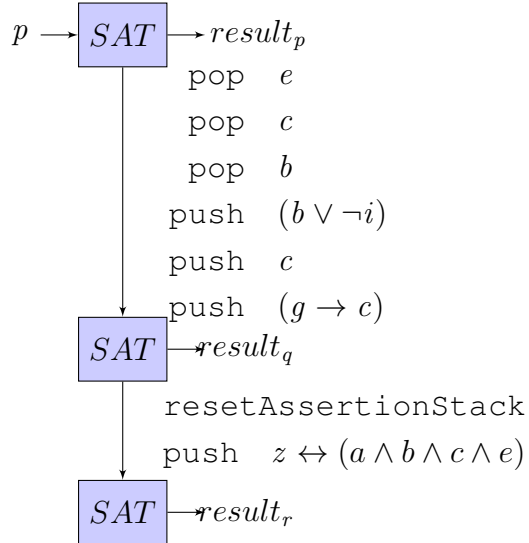 p SAT result_p
pop e
pop c
pop b
push (b ∨ ¬i)
push c
push (g → c)
SAT result_q
resetAssertionStack
push z ↔ (a ∧ b ∧ c ∧ e)
SAT result_r